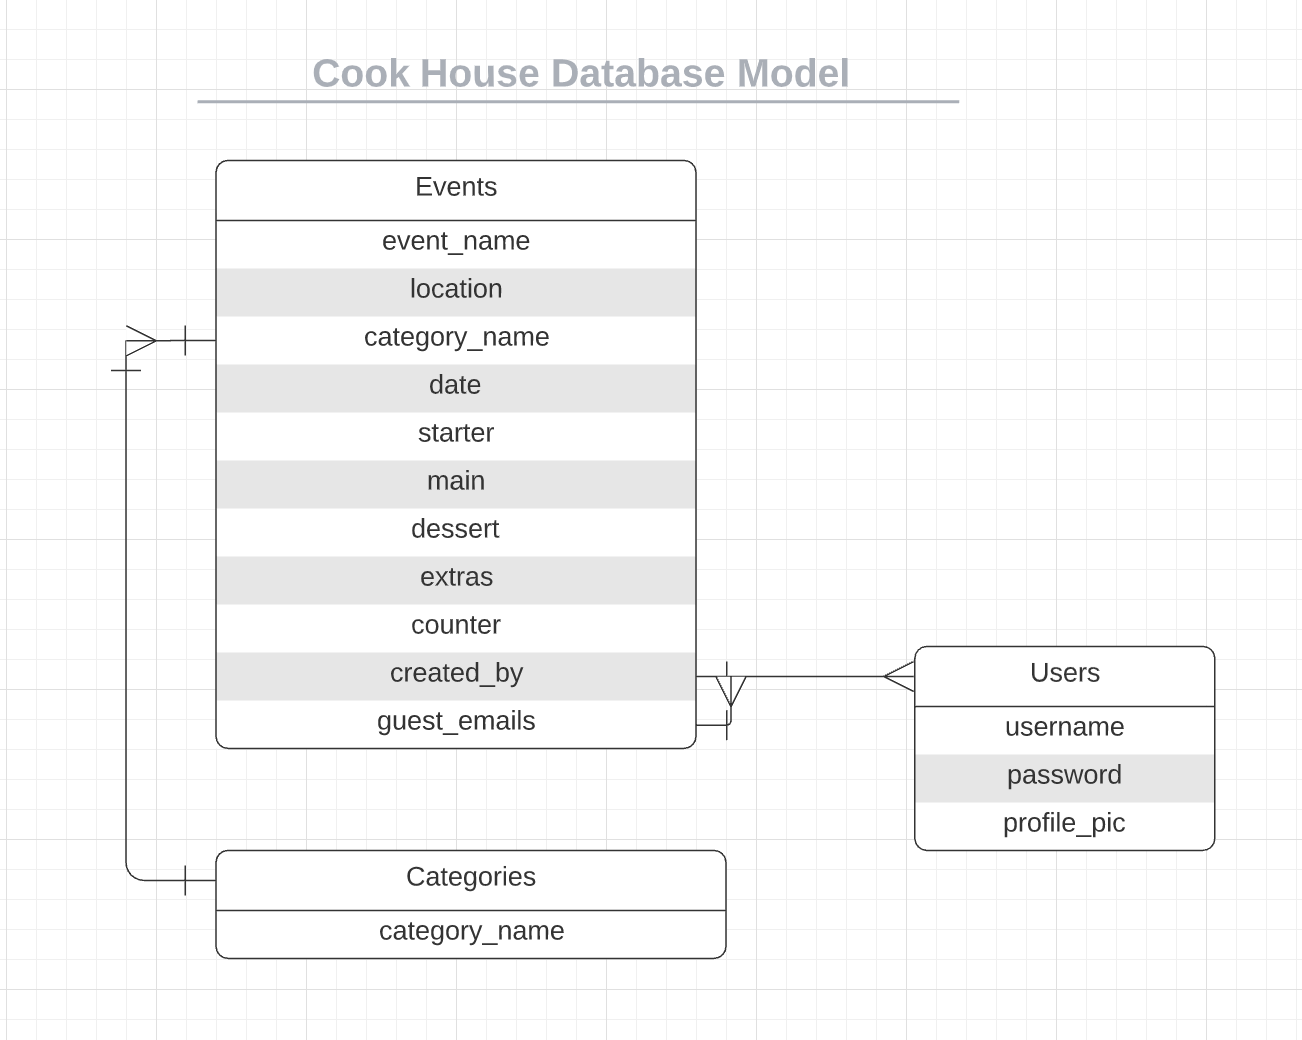 Cook House Database Model
Events
event_name
location
category_name
date
starter
main
dessert
extras
counter
created_by
guest_emails
Users
username
password
profile_pic
Categories
category_name